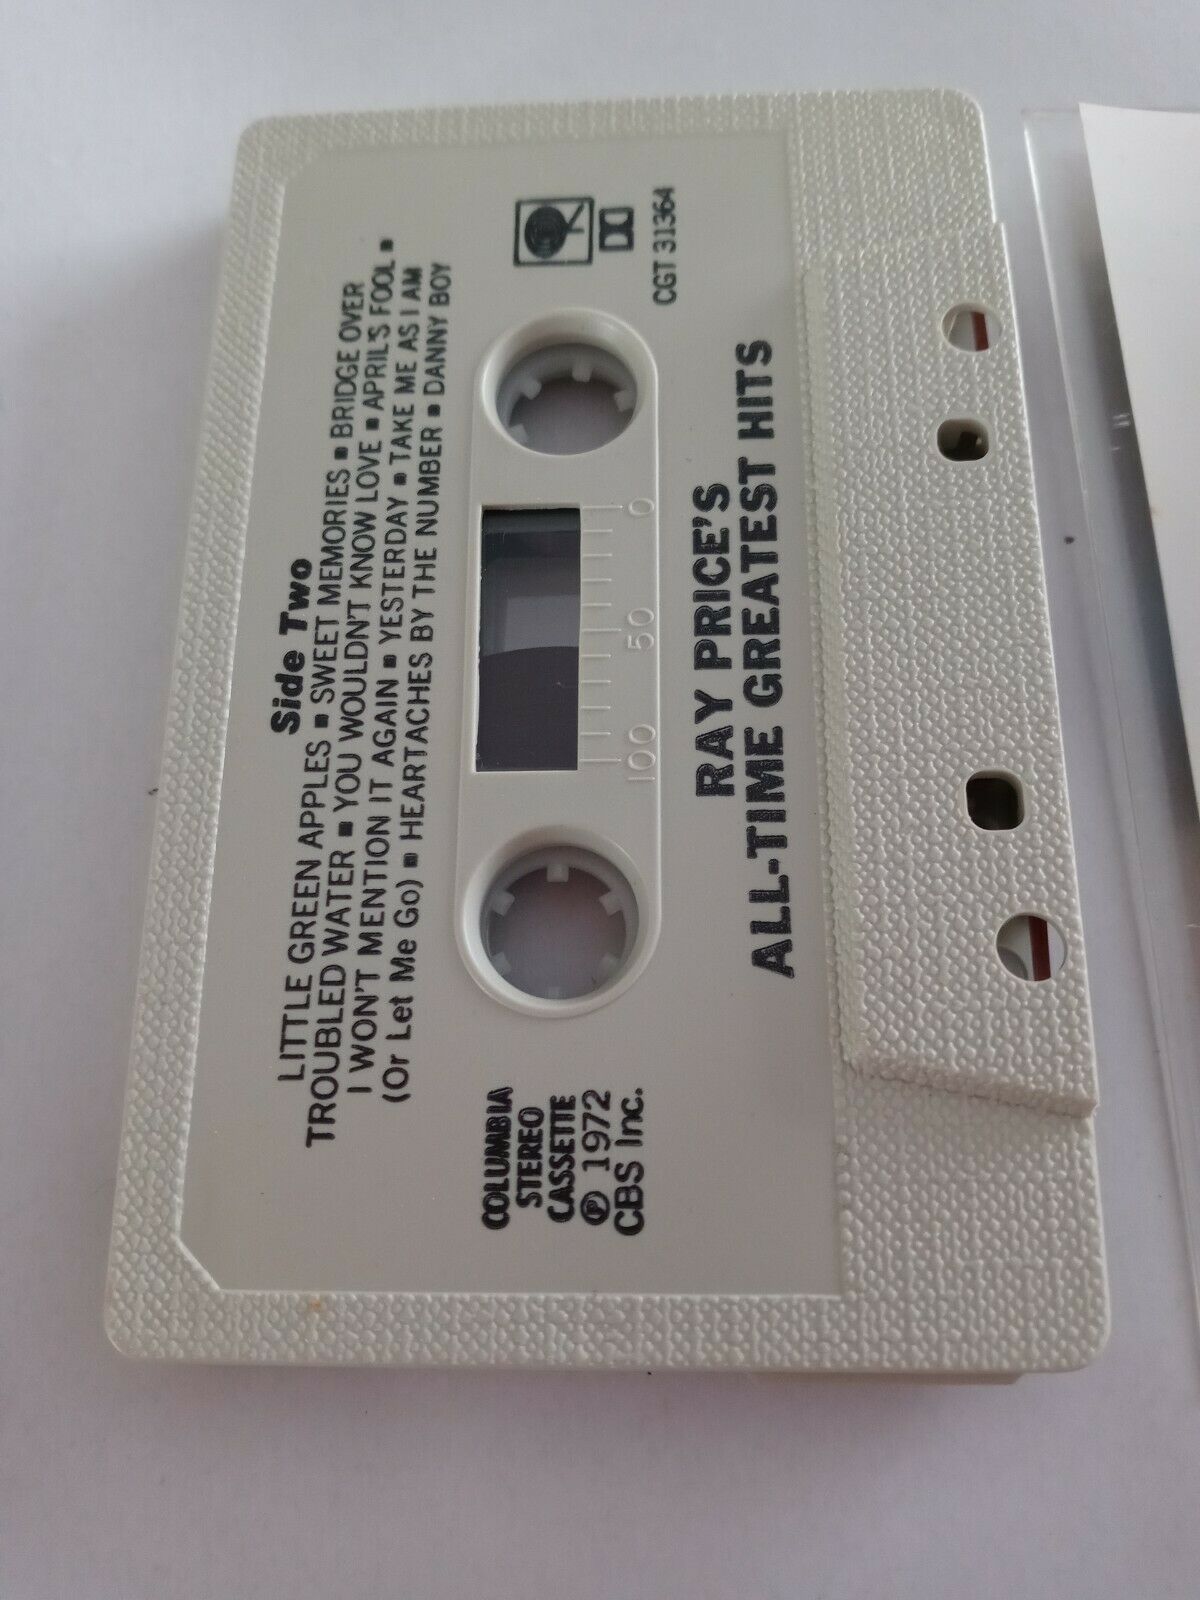 Side Two
LITTLE GREEN APPLES ■ SWEET MEMORIES ■ BRIDGE OVER
TROUBLED WATER ■ YOU WOULDN'T KNOW LOVE ■ APRIL'S FOOL ■
I WON'T MENTION IT AGAIN ■ YESTERDAY ■ TAKE ME AS I AM
(Or Let Me Go) ■ HEARTACHES BY THE NUMBER ■ DANNY BOY
COLUMBIA
STEREO
CASSETTE
℗ 1972
CBS Inc.
100 50 0
CGT 31364
RAY PRICE'S
ALL-TIME GREATEST HITS